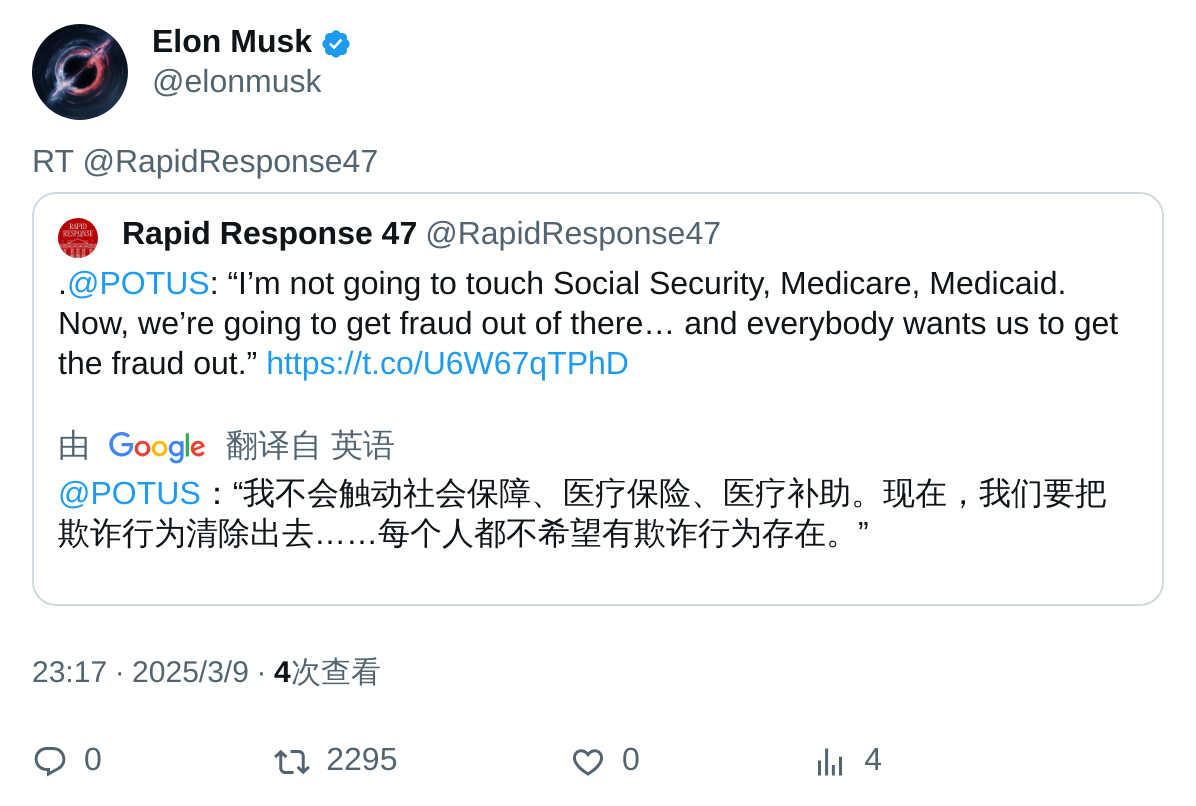 Elon Musk
@elonmusk
RT @RapidResponse47
RAPID
RESPONSE
Rapid Response 47 @RapidResponse47
.@POTUS: “I’m not going to touch Social Security, Medicare, Medicaid.
Now, we’re going to get fraud out of there… and everybody wants us to get
the fraud out.” https://t.co/U6W67qTPhD
由 Google 翻译自 英语
@POTUS：“我不会触动社会保障、医疗保险、医疗补助。现在，我们要把
欺诈行为清除出去……每个人都不希望有欺诈行为存在。”
23:17 · 2025/3/9 · 4次查看
0 2295 0 4